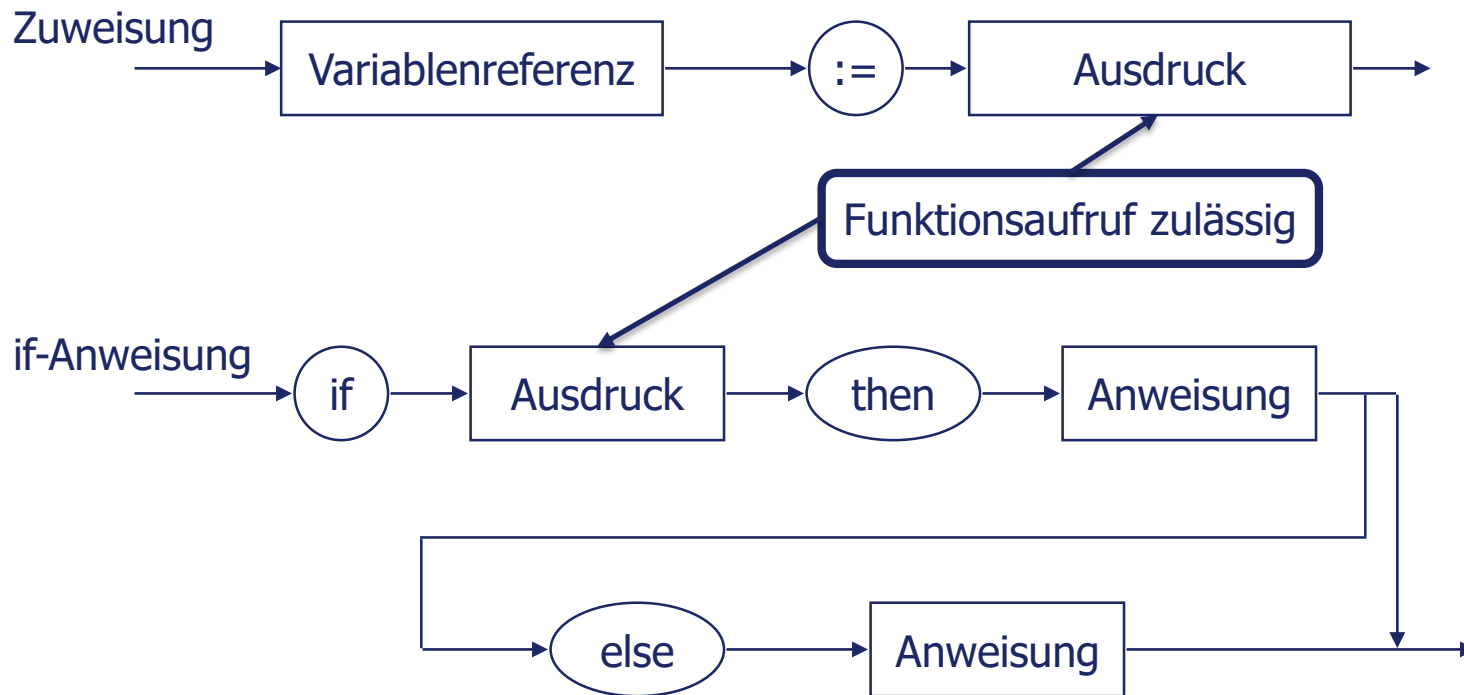 Zuweisung
Variablenreferenz
:=
Ausdruck
Funktionsaufruf zulässig
if-Anweisung
if
Ausdruck
then
Anweisung
else
Anweisung